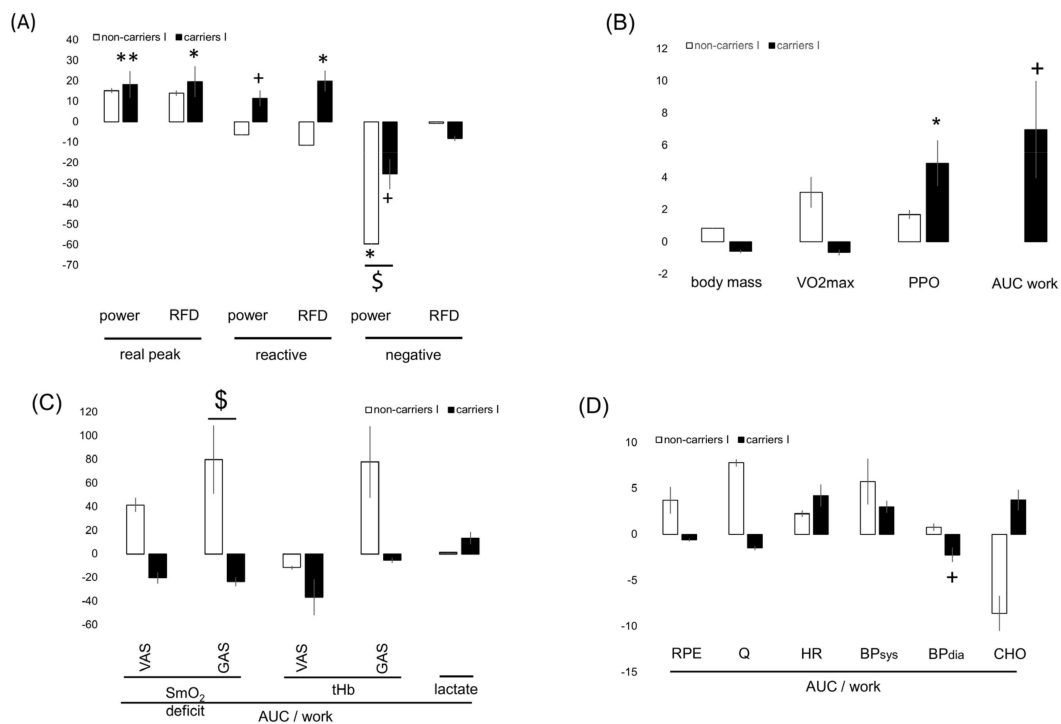 (A)
non-carriers I carriers I
40
30
20
10
0
-10
-20
-30
-40
-50
-60
-70
** * + * * + $
power RFD power RFD power RFD
real peak reactive negative
(B)
non-carriers I carriers I
12
10
8
6
4
2
0
-2
* +
body mass VO2max PPO AUC work
(C)
non-carriers I carriers I
120
100
80
60
40
20
0
-20
-40
-60
$
VAS GAS VAS GAS
SmO2 deficit tHb lactate
AUC / work
(D)
non-carriers I carriers I
10
5
0
-5
-10
-15
+
RPE Q HR BPsys BPdia CHO
AUC / work